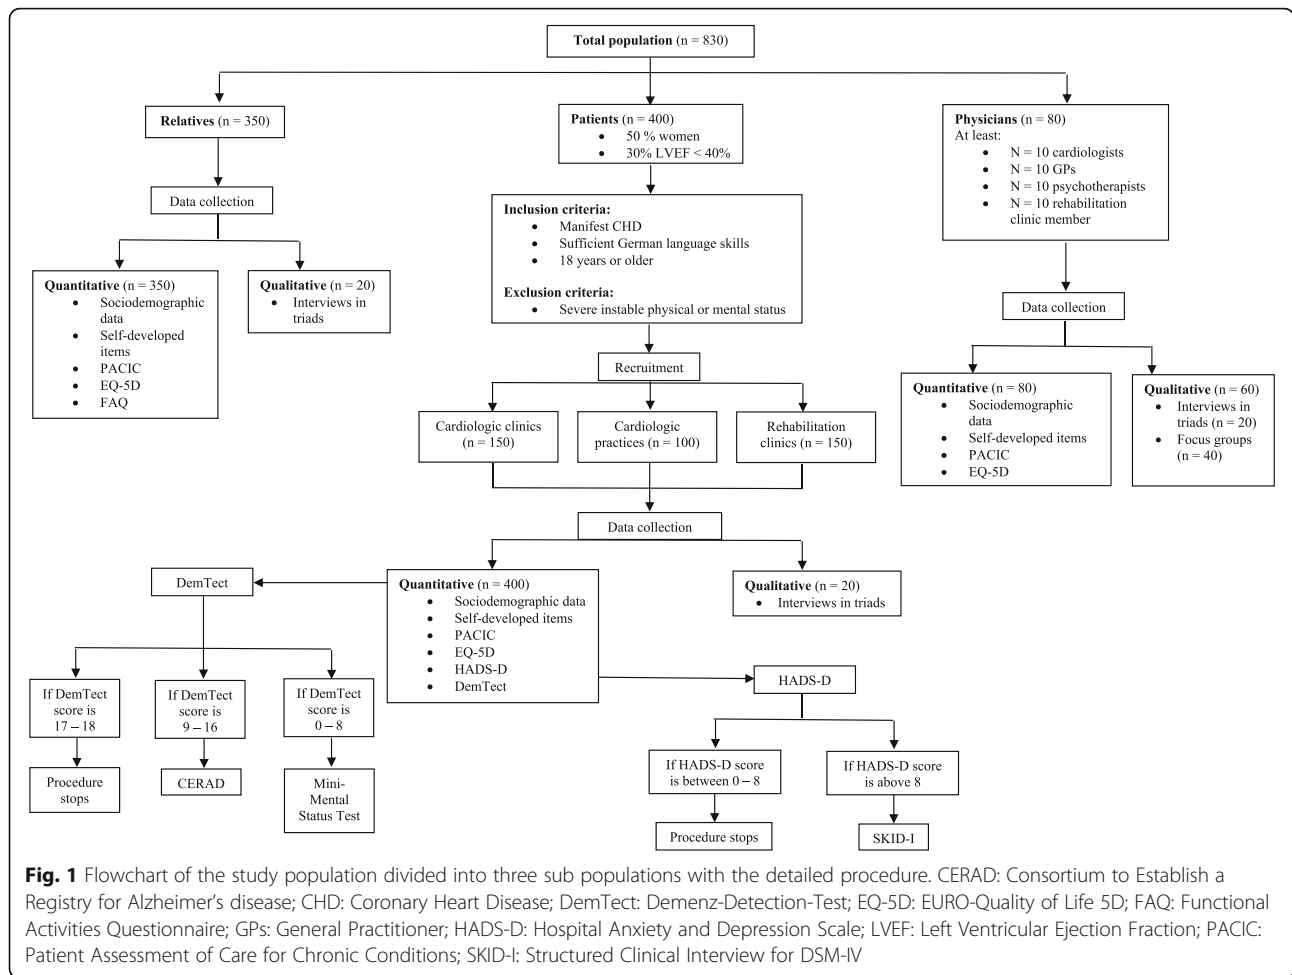 Total population (n = 830)
Relatives (n = 350)
Patients (n = 400)
• 50 % women
• 30% LVEF < 40%
Physicians (n = 80)
At least:
• N = 10 cardiologists
• N = 10 GPs
• N = 10 psychotherapists
• N = 10 rehabilitation
clinic member
Data collection
Inclusion criteria:
• Manifest CHD
• Sufficient German language skills
• 18 years or older
Exclusion criteria:
• Severe instable physical or mental status
Quantitative (n = 350)
• Sociodemographic
data
• Self-developed
items
• PACIC
• EQ-5D
• FAQ
Qualitative (n = 20)
• Interviews in
triads
Data collection
Recruitment
Quantitative (n = 80)
• Sociodemographic
data
• Self-developed items
• PACIC
• EQ-5D
Qualitative (n = 60)
• Interviews in
triads (n = 20)
• Focus groups
(n = 40)
Cardiologic clinics
(n = 150)
Cardiologic
practices (n = 100)
Rehabilitation
clinics (n = 150)
Data collection
DemTect
Quantitative (n = 400)
• Sociodemographic data
• Self-developed items
• PACIC
• EQ-5D
• HADS-D
• DemTect
Qualitative (n = 20)
• Interviews in triads
If DemTect
score is
17 – 18
If DemTect
score is
9 – 16
If DemTect
score is
0 – 8
HADS-D
Procedure
stops
CERAD
Mini-
Mental
Status Test
If HADS-D score
is between 0 – 8
If HADS-D score
is above 8
Procedure stops
SKID-I
Fig. 1 Flowchart of the study population divided into three sub populations with the detailed procedure. CERAD: Consortium to Establish a
Registry for Alzheimer's disease; CHD: Coronary Heart Disease; DemTect: Demenz-Detection-Test; EQ-5D: EURO-Quality of Life 5D; FAQ: Functional
Activities Questionnaire; GPs: General Practitioner; HADS-D: Hospital Anxiety and Depression Scale; LVEF: Left Ventricular Ejection Fraction; PACIC:
Patient Assessment of Care for Chronic Conditions; SKID-I: Structured Clinical Interview for DSM-IV